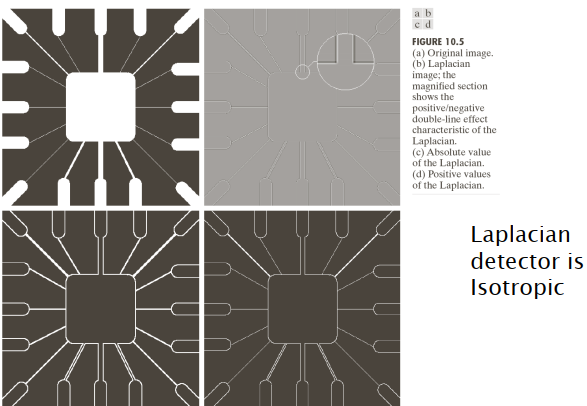 a b
c d
FIGURE 10.5
(a) Original image.
(b) Laplacian
image; the
magnified section
shows the
positive/negative
double-line effect
characteristic of the
Laplacian.
(c) Absolute value
of the Laplacian.
(d) Positive values
of the Laplacian.
Laplacian
detector is
Isotropic